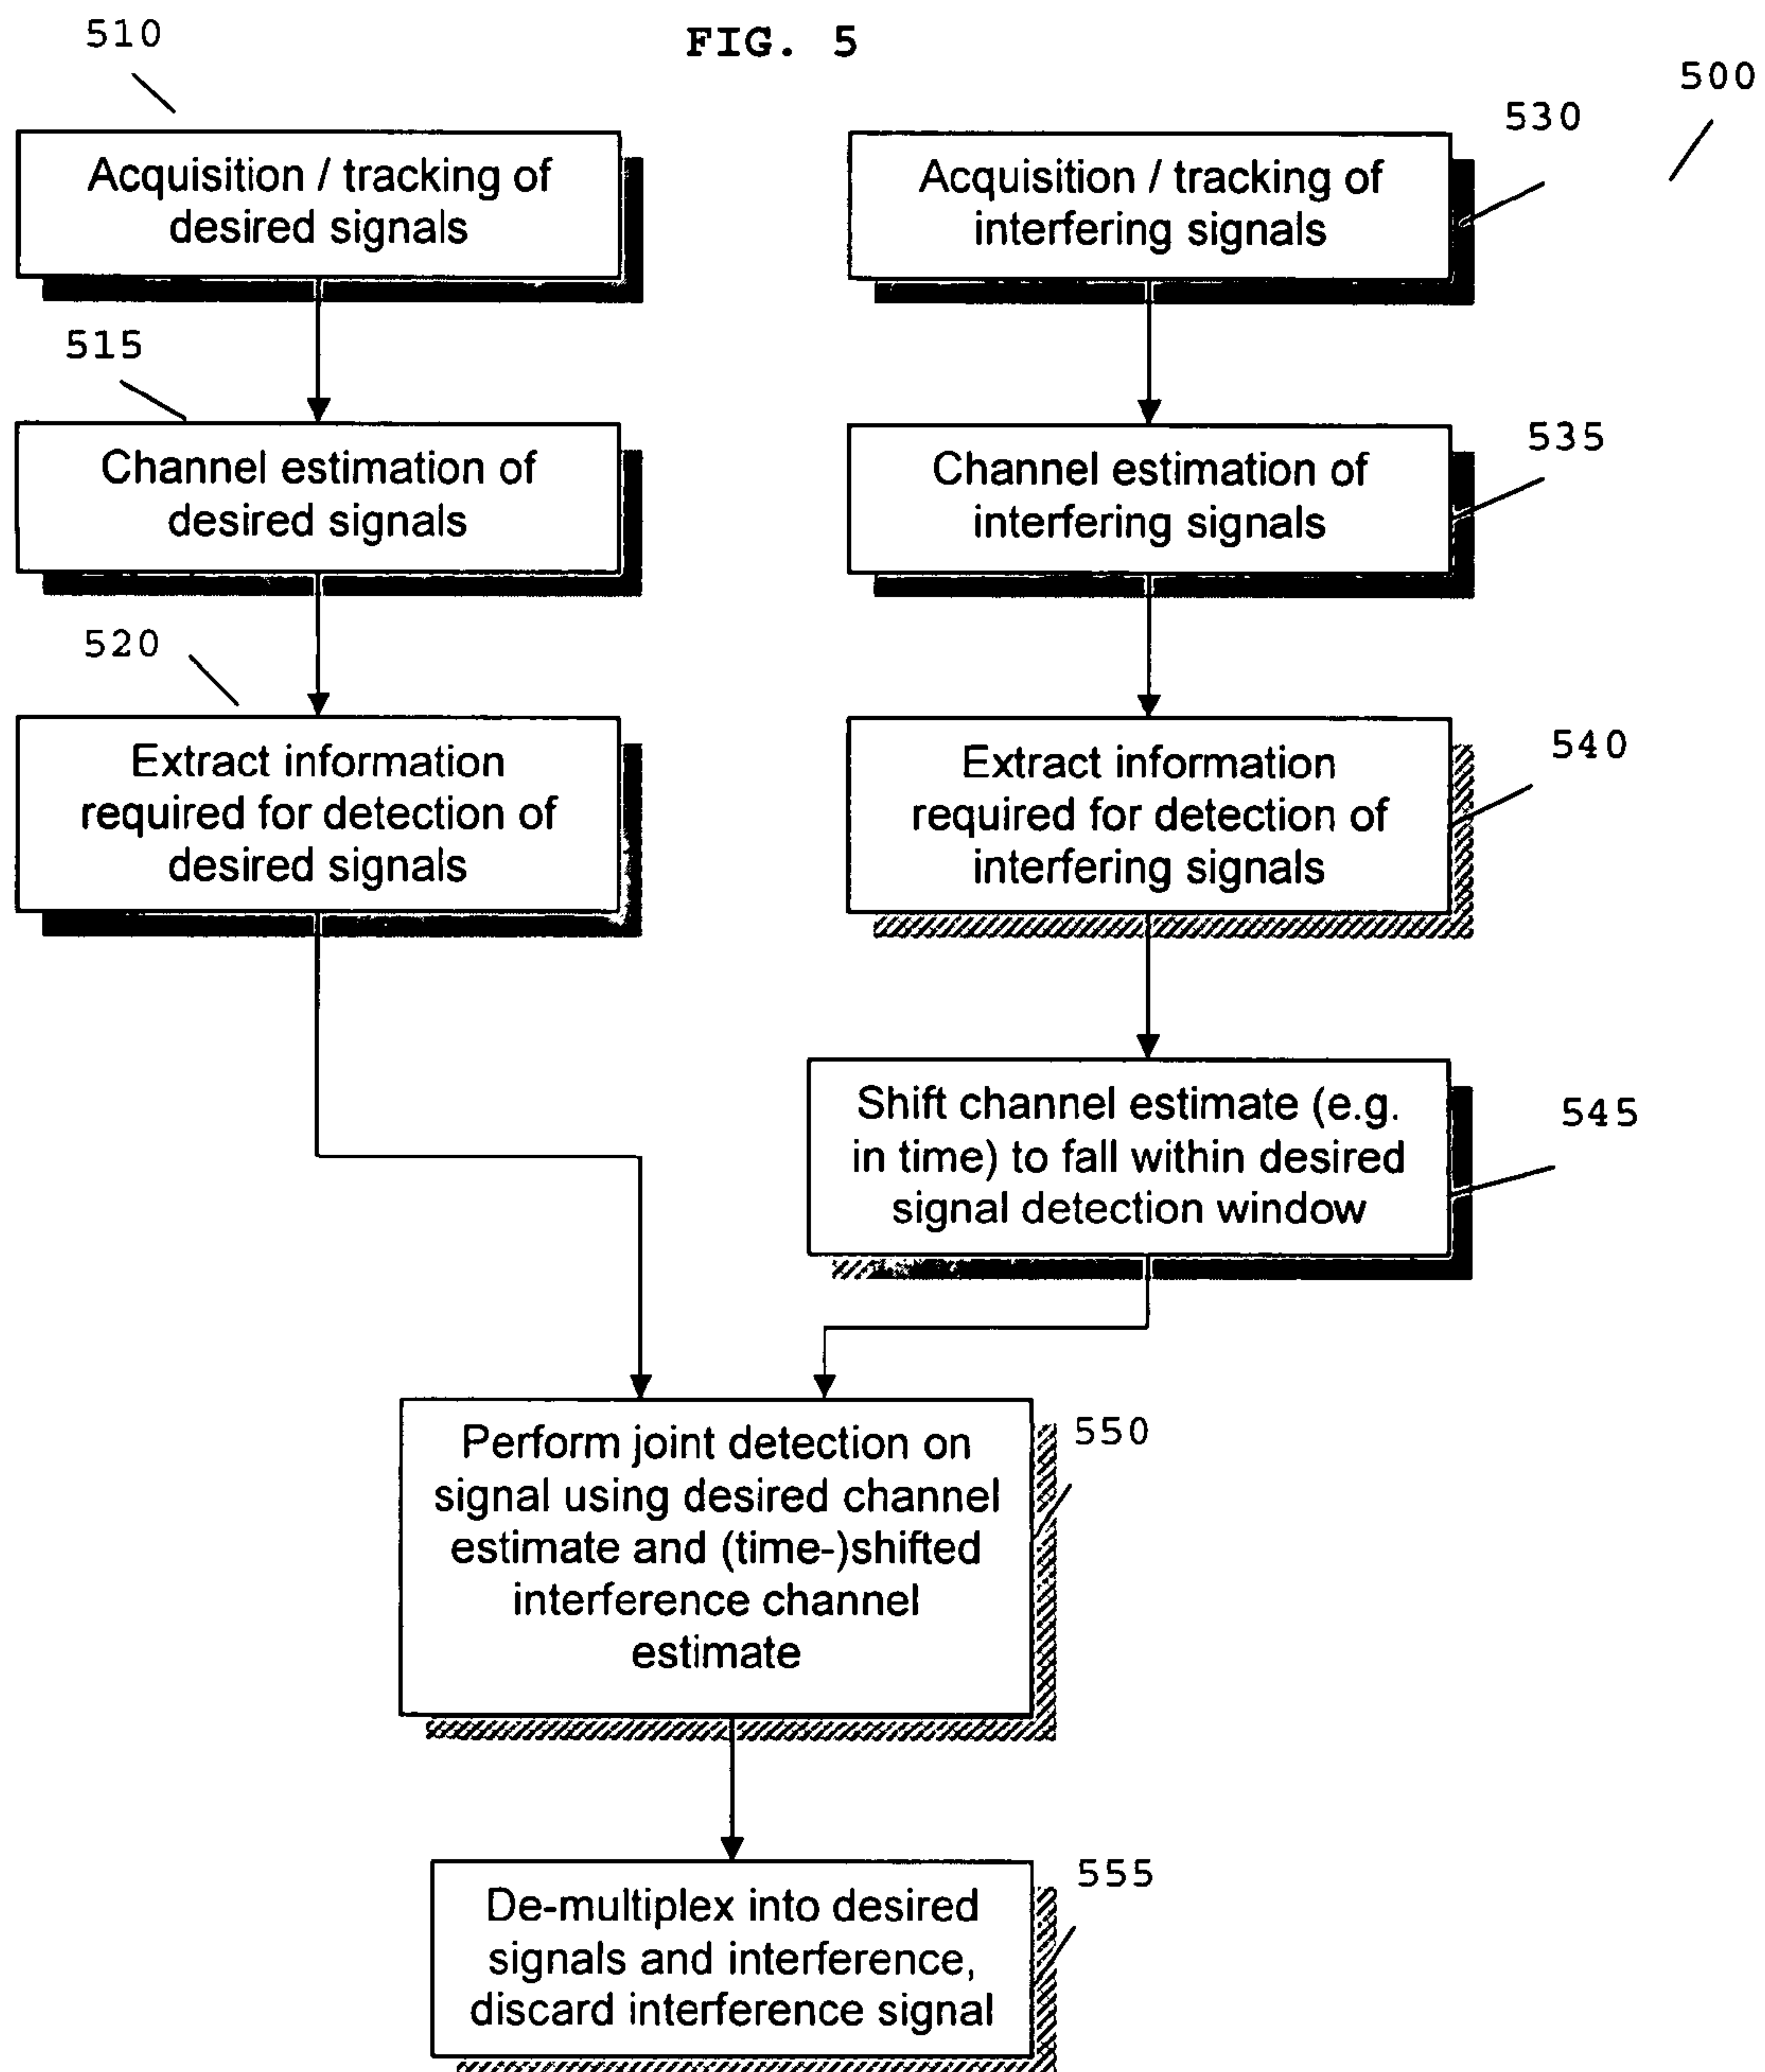 FIG. 5
500
510
Acquisition / tracking of
desired signals
530
Acquisition / tracking of
interfering signals
515
Channel estimation of
desired signals
535
Channel estimation of
interfering signals
520
Extract information
required for detection of
desired signals
540
Extract information
required for detection of
interfering signals
545
Shift channel estimate (e.g.
in time) to fall within desired
signal detection window
550
Perform joint detection on
signal using desired channel
estimate and (time-)shifted
interference channel
estimate
555
De-multiplex into desired
signals and interference,
discard interference signal